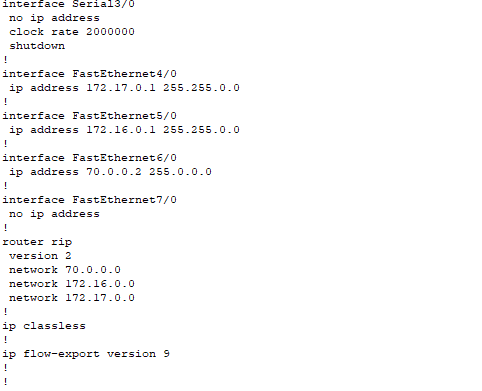 interface Serial3/0
 no ip address
 clock rate 2000000
 shutdown
!
interface FastEthernet4/0
 ip address 172.17.0.1 255.255.0.0
!
interface FastEthernet5/0
 ip address 172.16.0.1 255.255.0.0
!
interface FastEthernet6/0
 ip address 70.0.0.2 255.0.0.0
!
interface FastEthernet7/0
 no ip address
!
router rip
 version 2
 network 70.0.0.0
 network 172.16.0.0
 network 172.17.0.0
!
ip classless
!
ip flow-export version 9
!
!